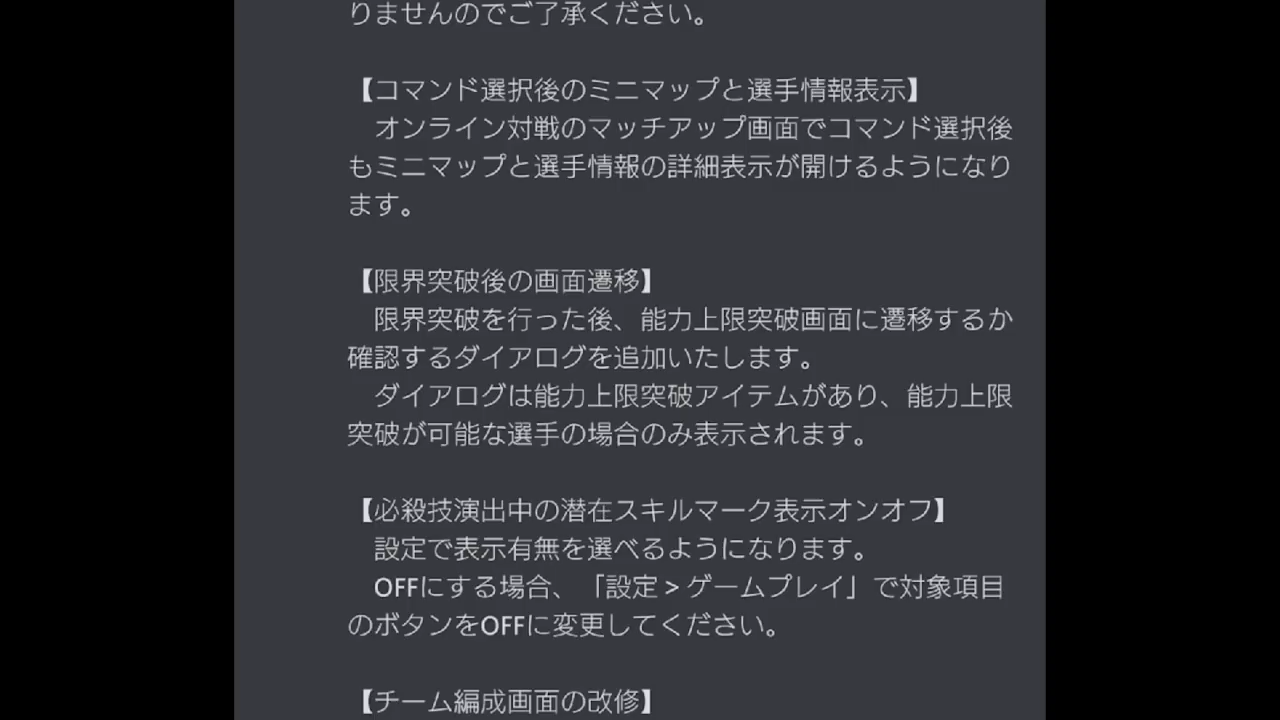 りませんのでご了承ください。
【コマンド選択後のミニマップと選手情報表示】
　オンライン対戦のマッチアップ画面でコマンド選択後
もミニマップと選手情報の詳細表示が開けるようになり
ます。
【限界突破後の画面遷移】
　限界突破を行った後、能力上限突破画面に遷移するか
確認するダイアログを追加いたします。
　ダイアログは能力上限突破アイテムがあり、能力上限
突破が可能な選手の場合のみ表示されます。
【必殺技演出中の潜在スキルマーク表示オンオフ】
　設定で表示有無を選べるようになります。
　OFFにする場合、「設定 > ゲームプレイ」で対象項目
のボタンをOFFに変更してください。
【チーム編成画面の改修】